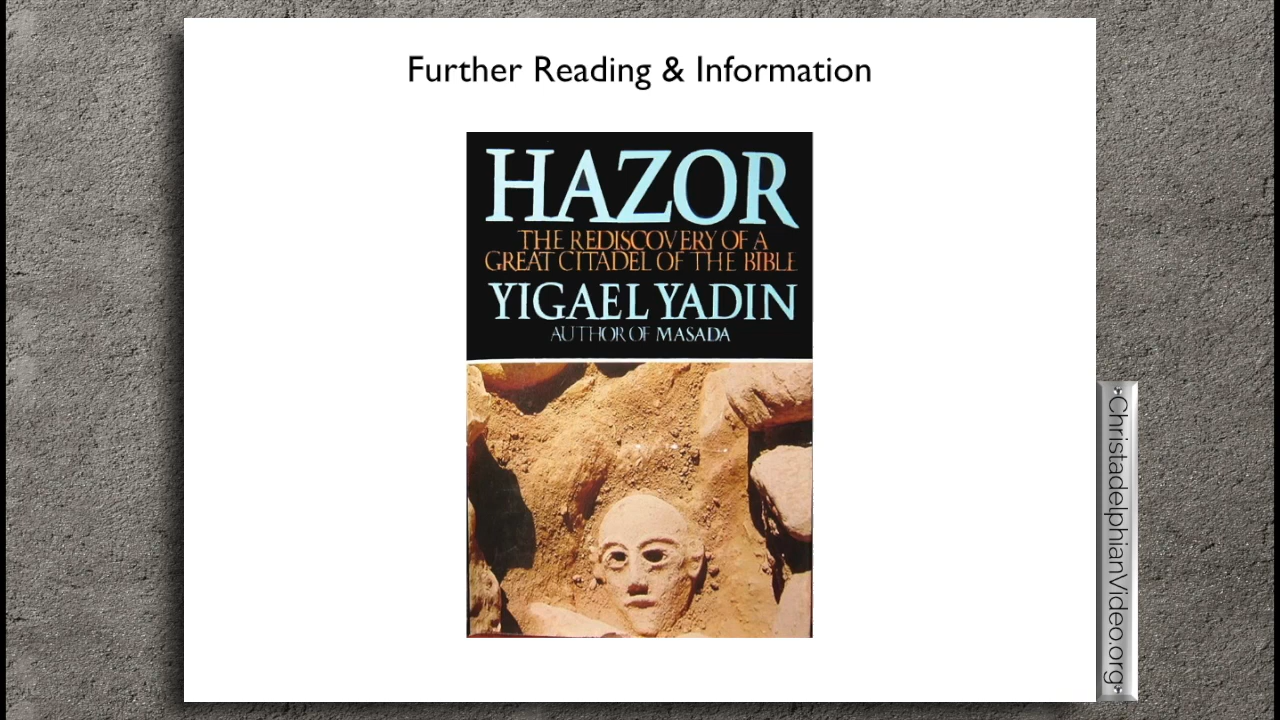 Further Reading & Information
HAZOR
THE REDISCOVERY OF A
GREAT CITADEL OF THE BIBLE
YIGAEL YADIN
AUTHOR OF MASADA
ChristadelphianVideo.org